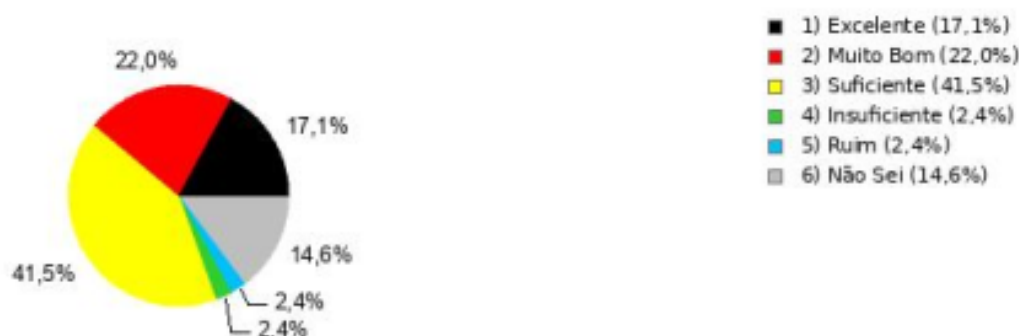 22,0%
17,1%
41,5%
14,6%
2,4%
2,4%
1) Excelente (17,1%)
2) Muito Bom (22,0%)
3) Suficiente (41,5%)
4) Insuficiente (2,4%)
5) Ruim (2,4%)
6) Não Sei (14,6%)